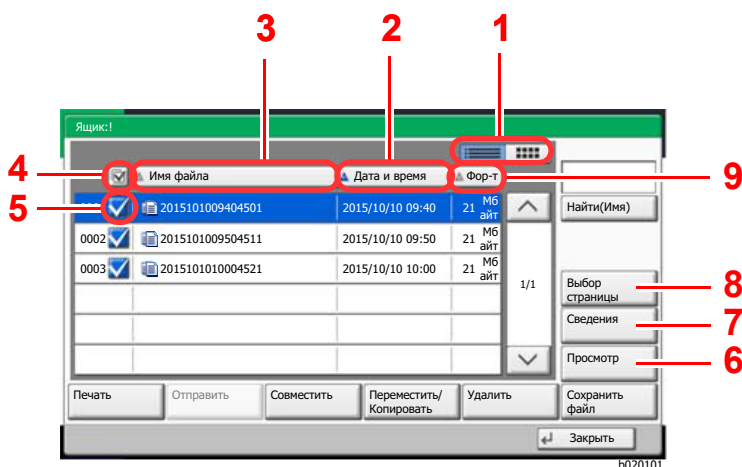 3 2 1
Ящик:!
4
Имя файла Дата и время Фор-т
9
5
2015101009404501 2015/10/10 09:40 21 Мб
айт
Найти(Имя)
0002 2015101009504511 2015/10/10 09:50 21 Мб
айт
0003 2015101010004521 2015/10/10 10:00 21 Мб
айт
1/1
Выбор
страницы
8
Сведения
7
Просмотр
6
Печать Отправить Совместить Переместить/
Копировать
Удалить Сохранить
файл
Закрыть
b020101